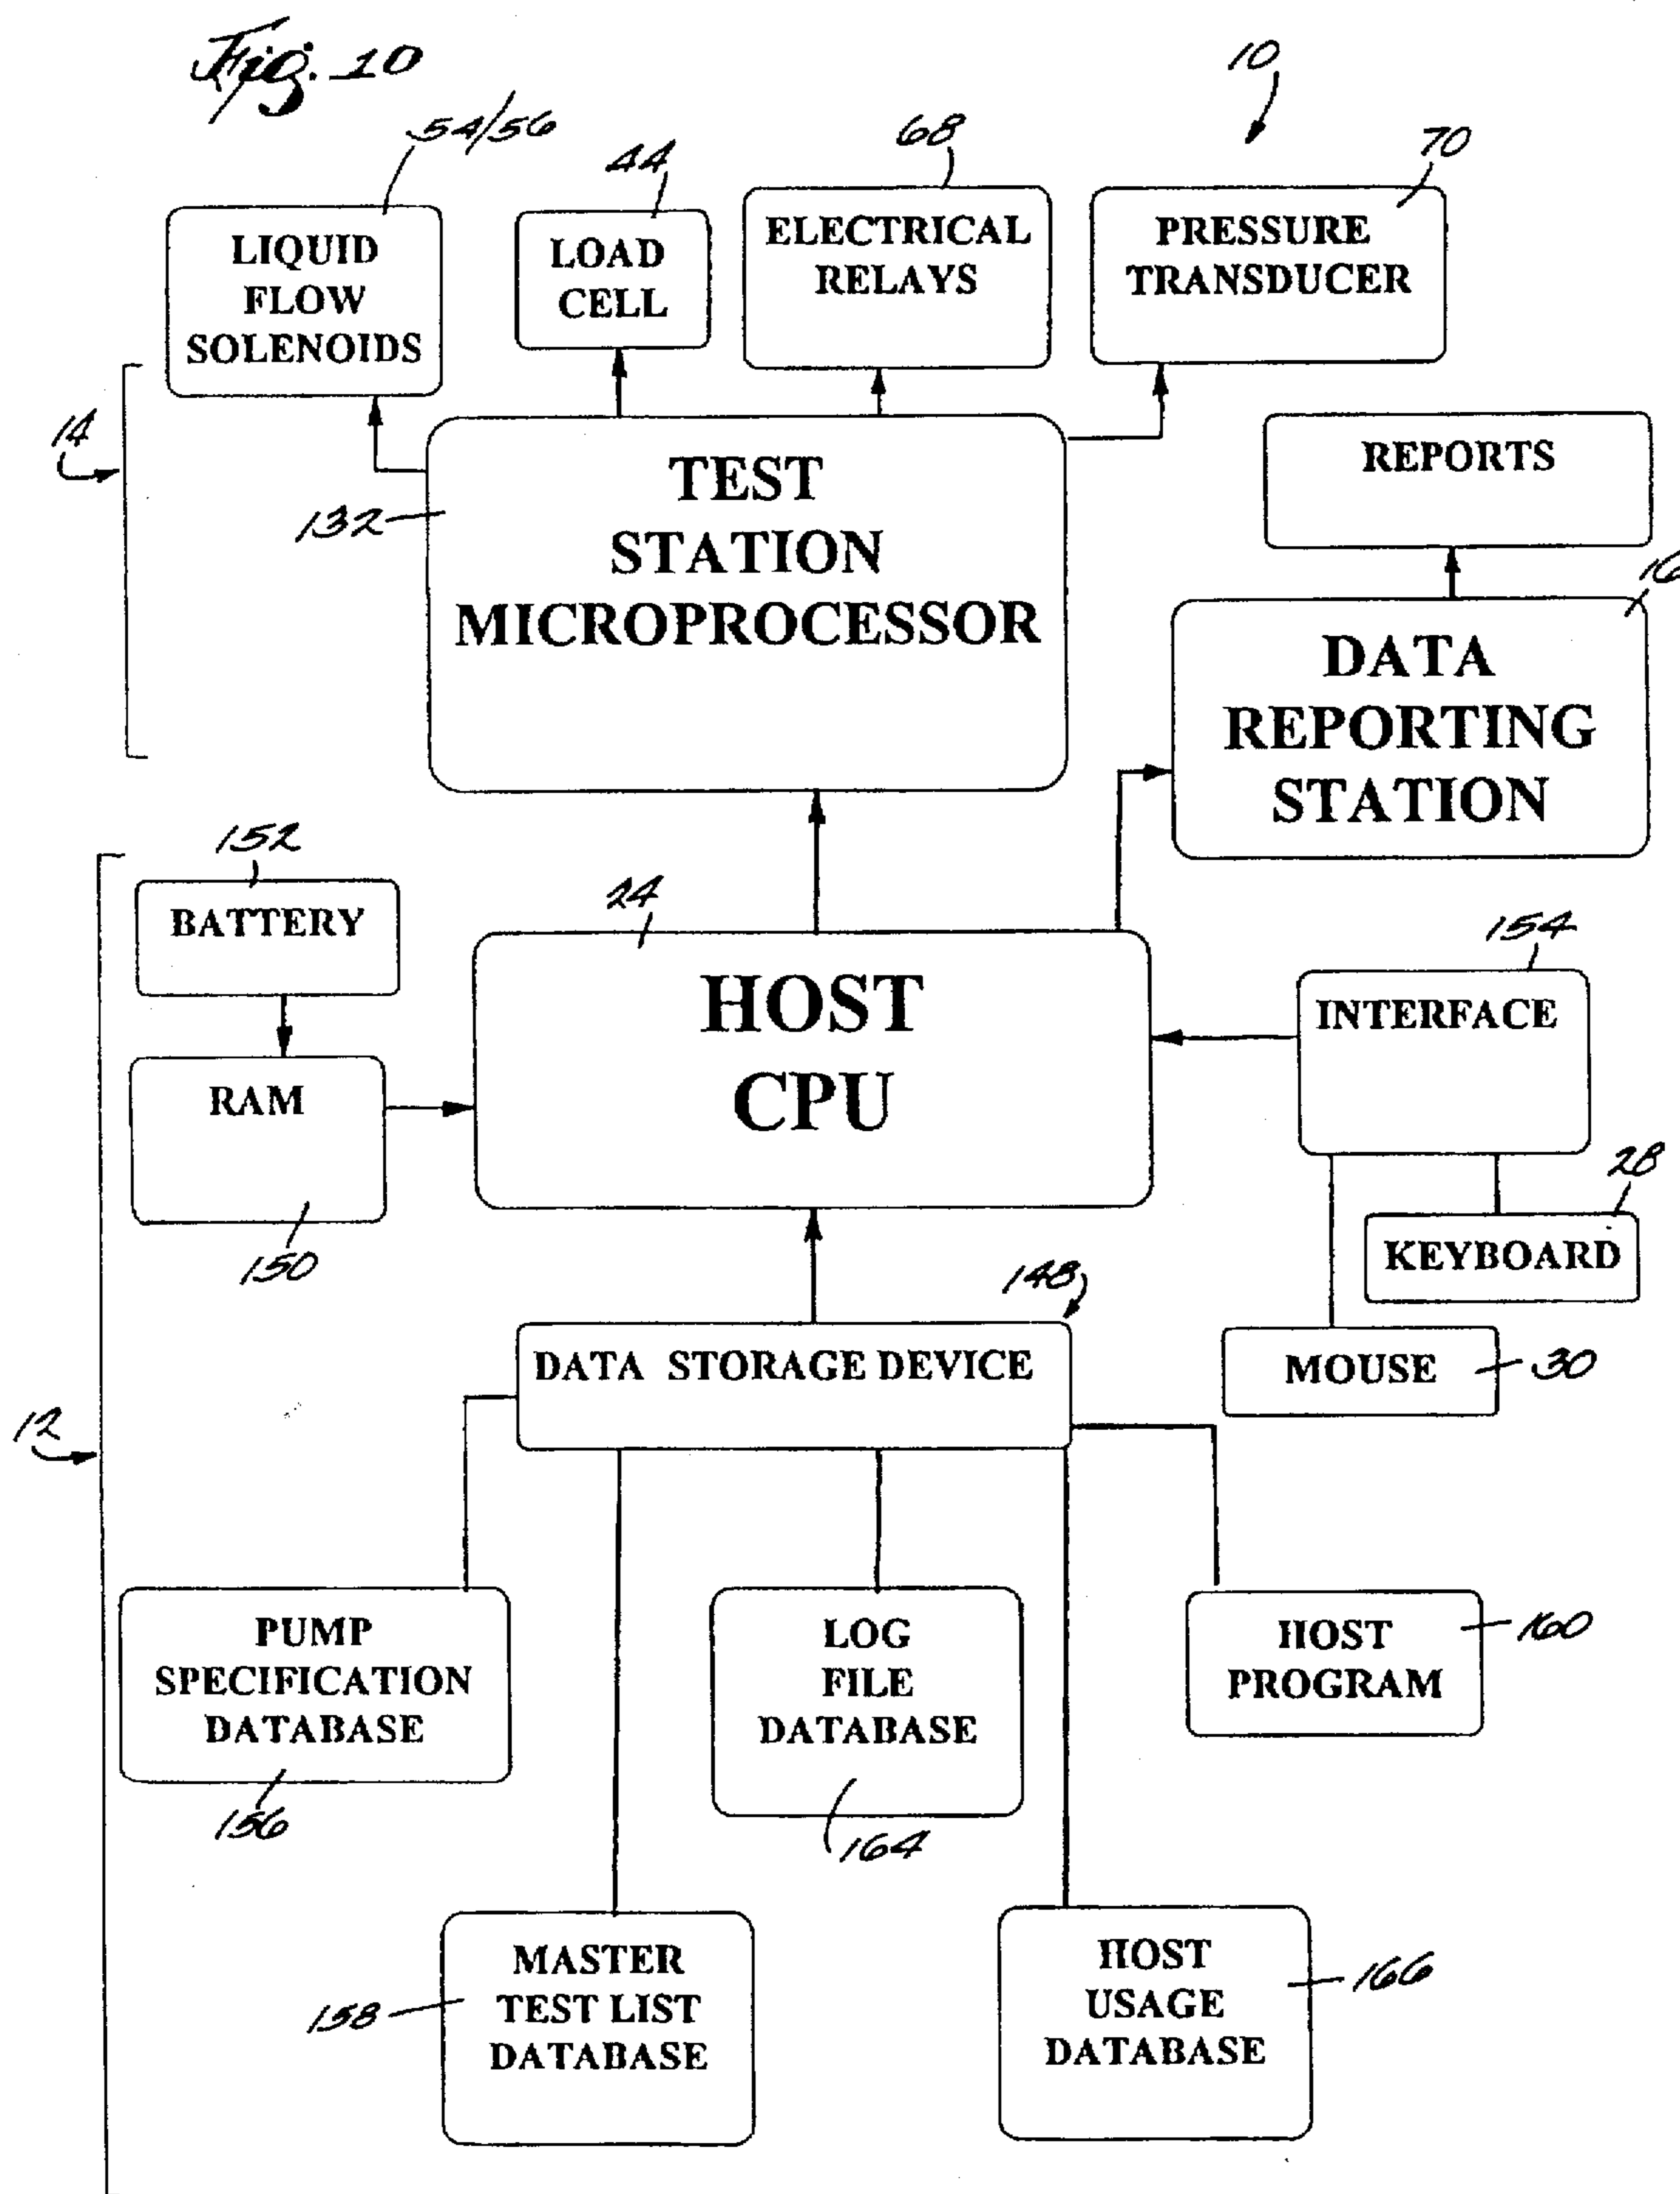 Fig. 10
10
54/56
44
68
70
LIQUID
FLOW
SOLENOIDS
LOAD
CELL
ELECTRICAL
RELAYS
PRESSURE
TRANSDUCER
14
132
TEST
STATION
MICROPROCESSOR
REPORTS
16
DATA
REPORTING
STATION
152
BATTERY
24
HOST
CPU
154
INTERFACE
RAM
150
28
KEYBOARD
148
DATA STORAGE DEVICE
MOUSE
30
12
PUMP
SPECIFICATION
DATABASE
156
LOG
FILE
DATABASE
164
HOST
PROGRAM
160
MASTER
TEST LIST
DATABASE
158
HOST
USAGE
DATABASE
166